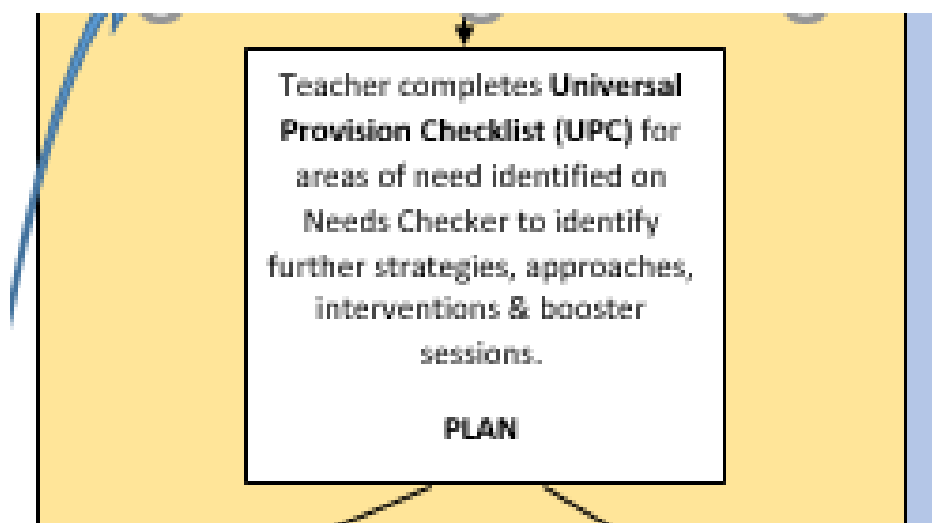 Teacher completes Universal
Provision Checklist (UPC) for
areas of need identified on
Needs Checker to identify
further strategies, approaches,
interventions & booster
sessions.
PLAN